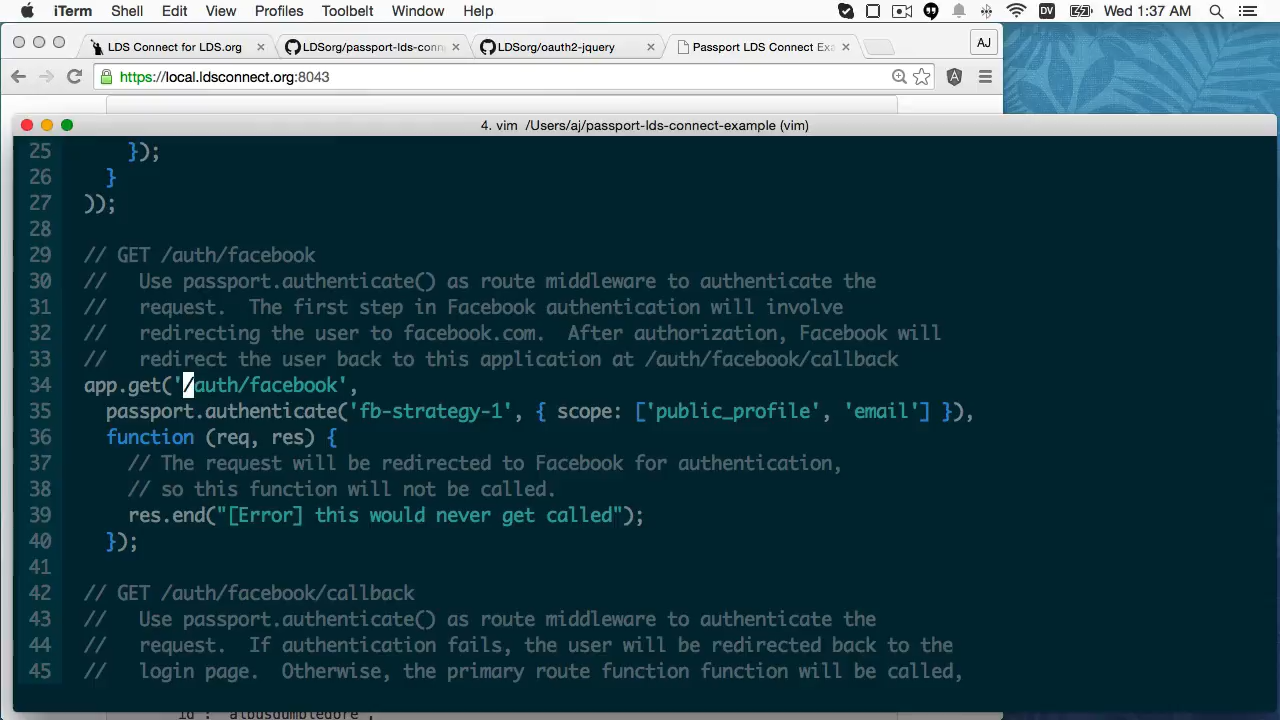 iTerm Shell Edit View Profiles Toolbelt Window Help DV Wed 1:37 AM
LDS Connect for LDS.org LDSorg/passport-lds-conn LDSorg/oauth2-jquery Passport LDS Connect Exa AJ
https://local.ldsconnect.org:8043
4. vim /Users/aj/passport-lds-connect-example (vim)
25 });
26 }
27 ));
28
29 // GET /auth/facebook
30 // Use passport.authenticate() as route middleware to authenticate the
31 // request. The first step in Facebook authentication will involve
32 // redirecting the user to facebook.com. After authorization, Facebook will
33 // redirect the user back to this application at /auth/facebook/callback
34 app.get('/auth/facebook',
35 passport.authenticate('fb-strategy-1', { scope: ['public_profile', 'email'] }),
36 function (req, res) {
37 // The request will be redirected to Facebook for authentication,
38 // so this function will not be called.
39 res.end("[Error] this would never get called");
40 });
41
42 // GET /auth/facebook/callback
43 // Use passport.authenticate() as route middleware to authenticate the
44 // request. If authentication fails, the user will be redirected back to the
45 // login page. Otherwise, the primary route function function will be called,